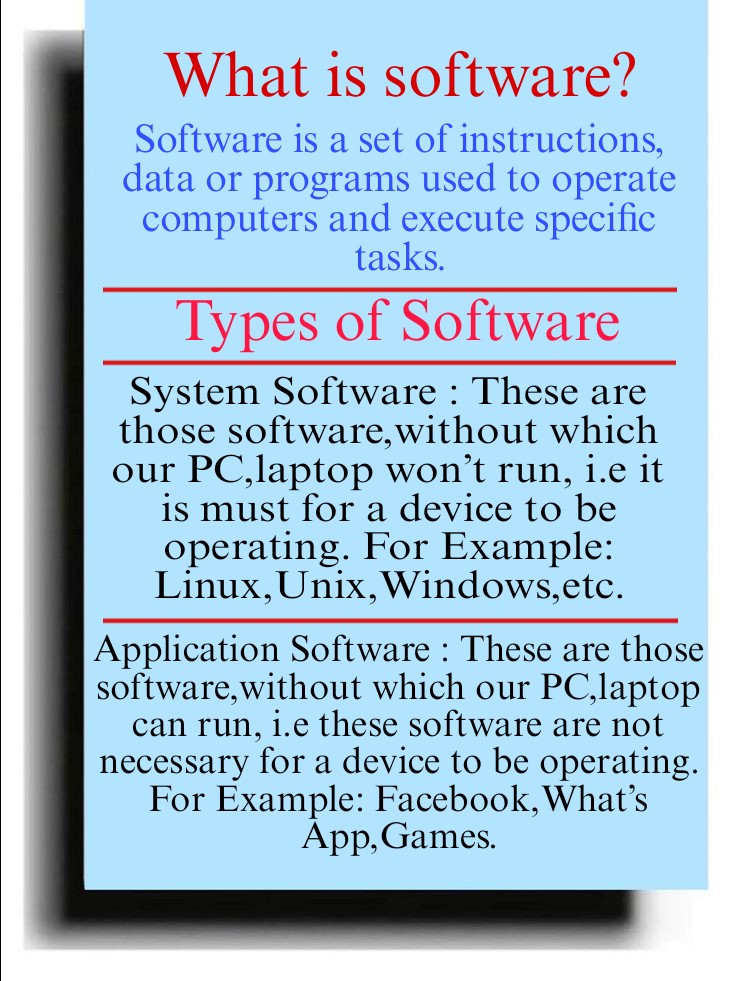 What is software?
Software is a set of instructions,
data or programs used to operate
computers and execute specific
tasks.
Types of Software
System Software : These are
those software,without which
our PC,laptop won’t run, i.e it
is must for a device to be
operating. For Example:
Linux,Unix,Windows,etc.
Application Software : These are those
software,without which our PC,laptop
can run, i.e these software are not
necessary for a device to be operating.
For Example: Facebook,What’s
App,Games.